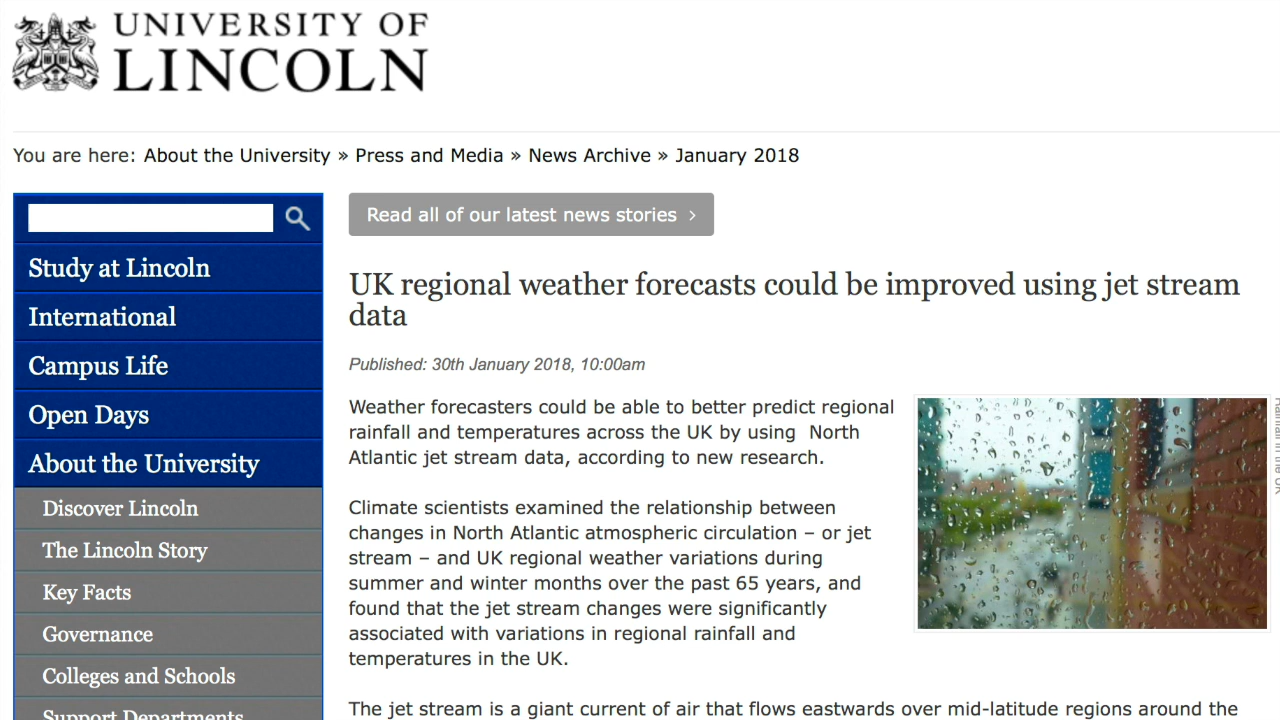 UNIVERSITY OF
LINCOLN
You are here: About the University » Press and Media » News Archive » January 2018
Read all of our latest news stories ›
Study at Lincoln
International
Campus Life
Open Days
About the University
Discover Lincoln
The Lincoln Story
Key Facts
Governance
Colleges and Schools
Support Departments
UK regional weather forecasts could be improved using jet stream
data
Published: 30th January 2018, 10:00am
Weather forecasters could be able to better predict regional
rainfall and temperatures across the UK by using North
Atlantic jet stream data, according to new research.
Climate scientists examined the relationship between
changes in North Atlantic atmospheric circulation – or jet
stream – and UK regional weather variations during
summer and winter months over the past 65 years, and
found that the jet stream changes were significantly
associated with variations in regional rainfall and
temperatures in the UK.
Rainfall in the UK
The jet stream is a giant current of air that flows eastwards over mid-latitude regions around the